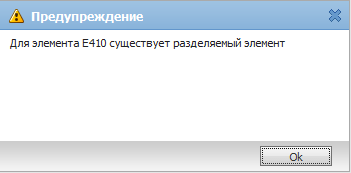 Предупреждение
Для элемента E410 существует разделяемый элемент
Ok